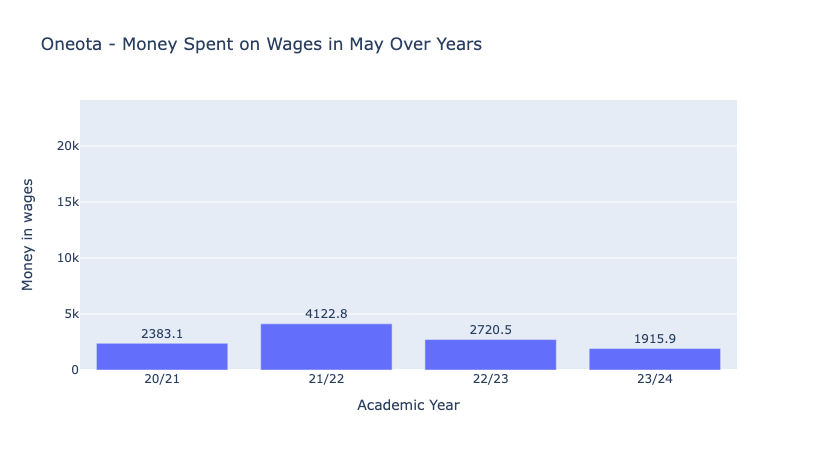 Oneota - Money Spent on Wages in May Over Years
Money in wages
20k
15k
10k
5k
0
2383.1
4122.8
2720.5
1915.9
20/21
21/22
22/23
23/24
Academic Year